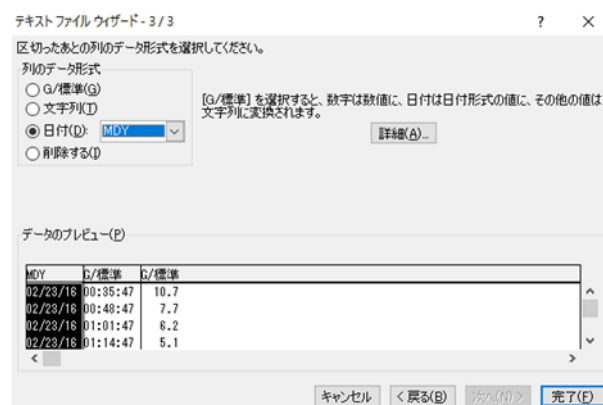 テキスト ファイル ウィザード - 3 / 3 ? ×
区切ったあとの列のデータ形式を選択してください。
列のデータ形式
G/標準(G)
文字列(T)
日付(D): MDY
削除する(I)
[G/標準] を選択すると、数字は数値に、日付は日付形式の値に、その他の値は
文字列に変換されます。
詳細(A)...
データのプレビュー(P)
MDY G/標準 G/標準
02/23/16 00:35:47 10.7
02/23/16 00:48:47 7.7
02/23/16 01:01:47 6.2
02/23/16 01:14:47 5.1
キャンセル < 戻る(B) 次へ(N) > 完了(F)